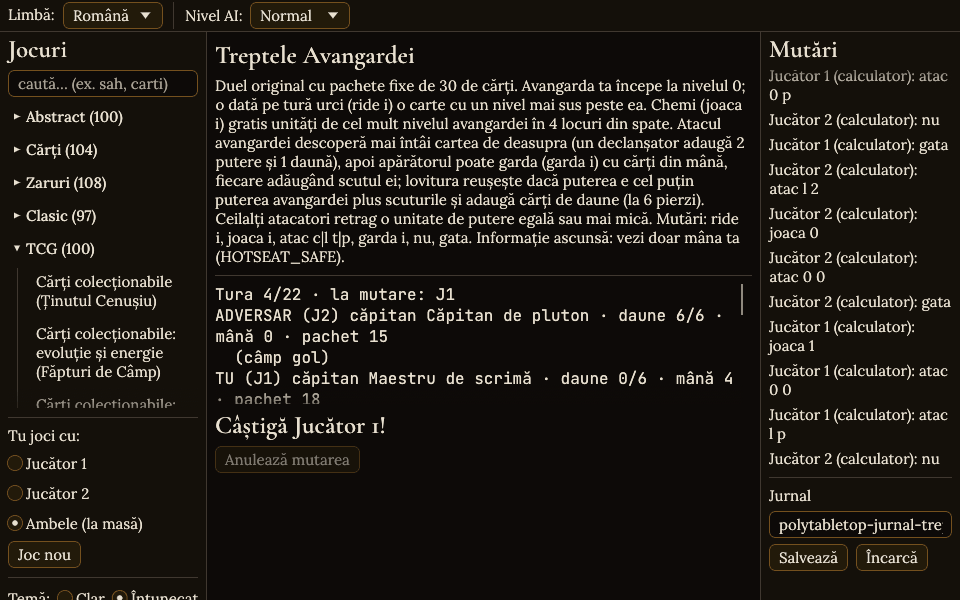 Limbă: Română ▼ Nivel AI: Normal ▼
Jocuri
caută... (ex. sah, carti)
▸ Abstract (100)
▸ Cărți (104)
▸ Zaruri (108)
▸ Clasic (97)
▾ TCG (100)
Cărți colecționabile
(Ținutul Cenușiu)
Cărți colecționabile:
evoluție și energie
(Făpturi de Câmp)
Cărți colecționabile:
Tu joci cu:
Jucător 1
Jucător 2
Ambele (la masă)
Joc nou
Temă: Clar Întunecat
Treptele Avangardei
Duel original cu pachete fixe de 30 de cărți. Avangarda ta începe la nivelul 0;
o dată pe tură urci (ride i) o carte cu un nivel mai sus peste ea. Chemi (joaca
i) gratis unități de cel mult nivelul avangardei în 4 locuri din spate. Atacul
avangardei descoperă mai întâi cartea de deasupra (un declanșator adaugă 2
putere și 1 daună), apoi apărătorul poate garda (garda i) cu cărți din mână,
fiecare adăugând scutul ei; lovitura reușește dacă puterea e cel puțin
puterea avangardei plus scuturile și adaugă cărți de daune (la 6 pierzi).
Ceilalți atacatori retrag o unitate de putere egală sau mai mică. Mutări: ride
i, joaca i, atac c|l t|p, garda i, nu, gata. Informație ascunsă: vezi doar mâna ta
(HOTSEAT_SAFE).
Tura 4/22 · la mutare: J1
ADVERSAR (J2) căpitan Căpitan de pluton · daune 6/6 ·
mână 0 · pachet 15
(câmp gol)
TU (J1) căpitan Maestru de scrimă · daune 0/6 · mână 4
· pachet 18
Câștigă Jucător 1!
Anulează mutarea
Mutări
Jucător 1 (calculator): atac
0 p
Jucător 2 (calculator): nu
Jucător 1 (calculator): gata
Jucător 2 (calculator):
atac l 2
Jucător 2 (calculator):
joaca 0
Jucător 2 (calculator):
atac 0 0
Jucător 2 (calculator): gata
Jucător 1 (calculator):
joaca 1
Jucător 1 (calculator): atac
0 0
Jucător 1 (calculator): atac
l p
Jucător 2 (calculator): nu
Jurnal
polytabletop-jurnal-tre
Salvează Încarcă